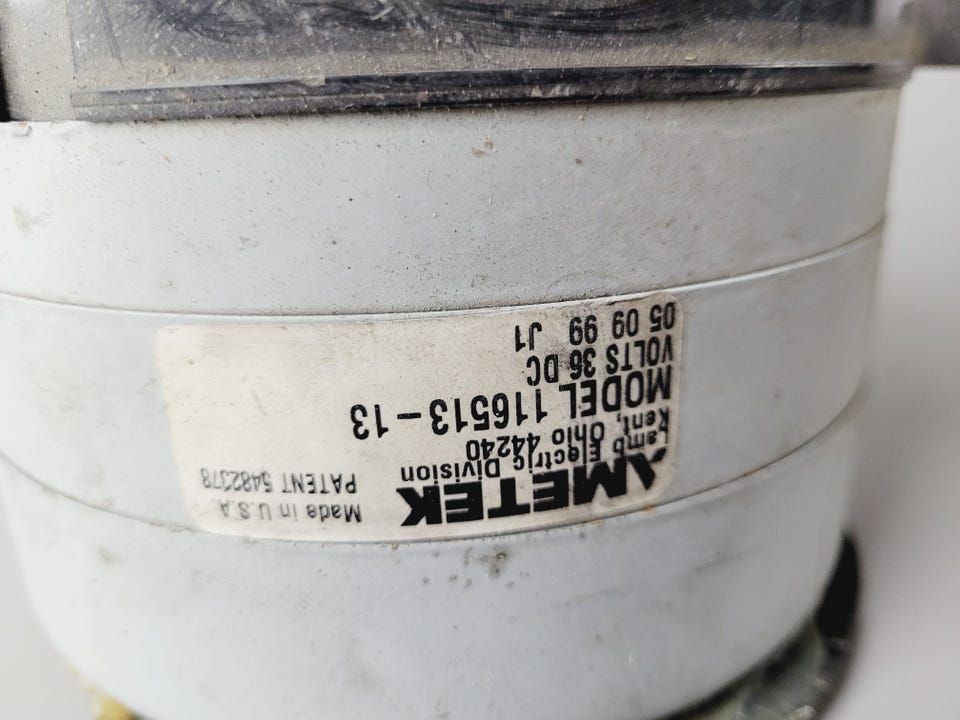 AMETEK
Lamb Electric Division
Kent, Ohio 44240
MODEL 116513-13
VOLTS 36 DC
05 09 99 J1
Made in U.S.A.
PATENT 5482378